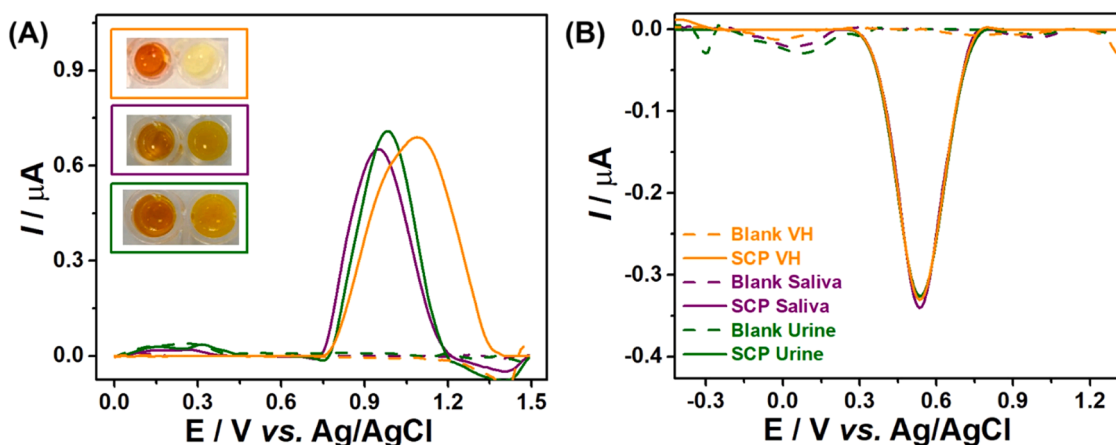 (A)
0.9
0.6
0.3
0.0
I / μA
0.0 0.3 0.6 0.9 1.2 1.5
E / V vs. Ag/AgCl
(B)
0.0
-0.1
-0.2
-0.3
-0.4
I / μA
Blank VH
SCP VH
Blank Saliva
SCP Saliva
Blank Urine
SCP Urine
-0.3 0.0 0.3 0.6 0.9 1.2
E / V vs. Ag/AgCl